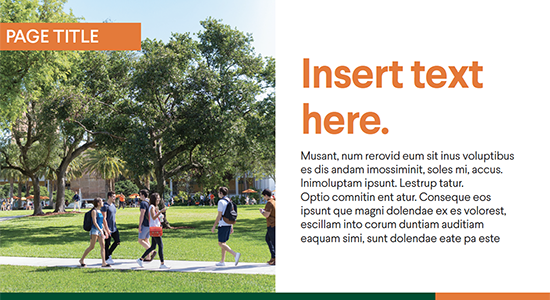 PAGE TITLE
Insert text
here.
Musant, num rerovid eum sit inus voluptibus
es dis andam imossiminit, soles mi, accus.
Inimoluptam ipsunt. Lestrup tatur.
Optio comnitin ent atur. Conseque eos
ipsunt que magni dolendae ex es volorest,
escillam into corum duntiam auditiam
eaquam simi, sunt dolendae eate pa este